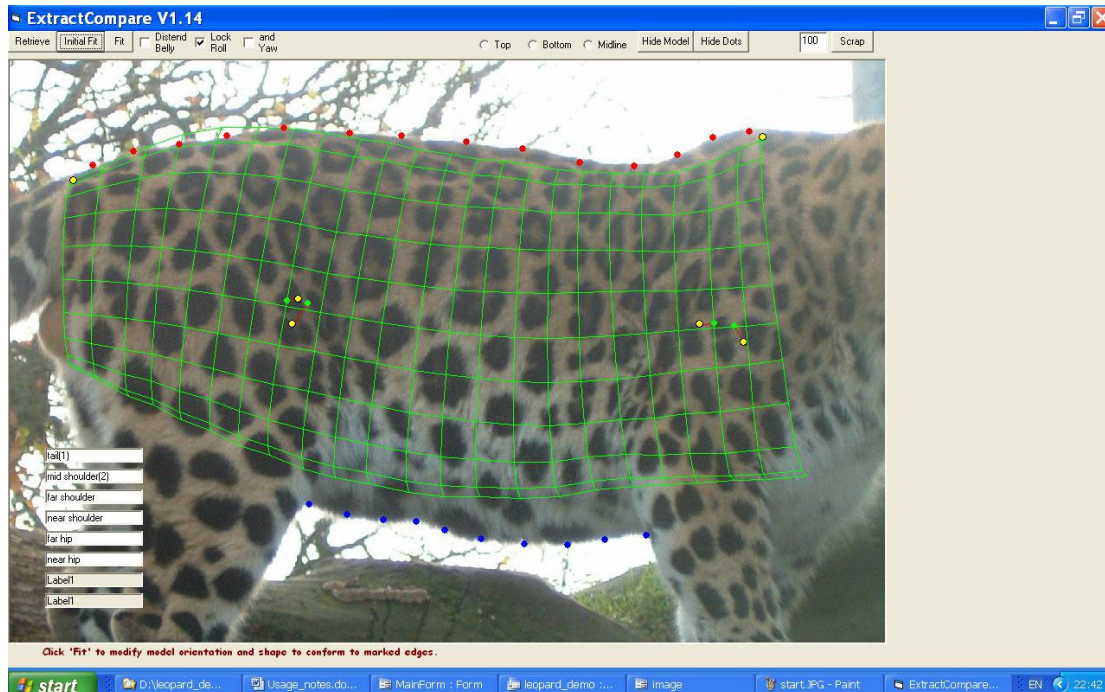 ExtractCompare V1.14
Retrieve Initial Fit Fit Distend Belly Lock Roll and Yaw Top Bottom Midline Hide Model Hide Dots 100 Scrap
tail(1)
mid shoulder(2)
far shoulder
near shoulder
far hip
near hip
Label1
Label1
Click 'Fit' to modify model orientation and shape to conform to marked edges.
start D:\leopard_de... Usage_notes.do... MainForm : Form leopard_demo :... image start.JPG - Paint ExtractCompare... EN 22:42